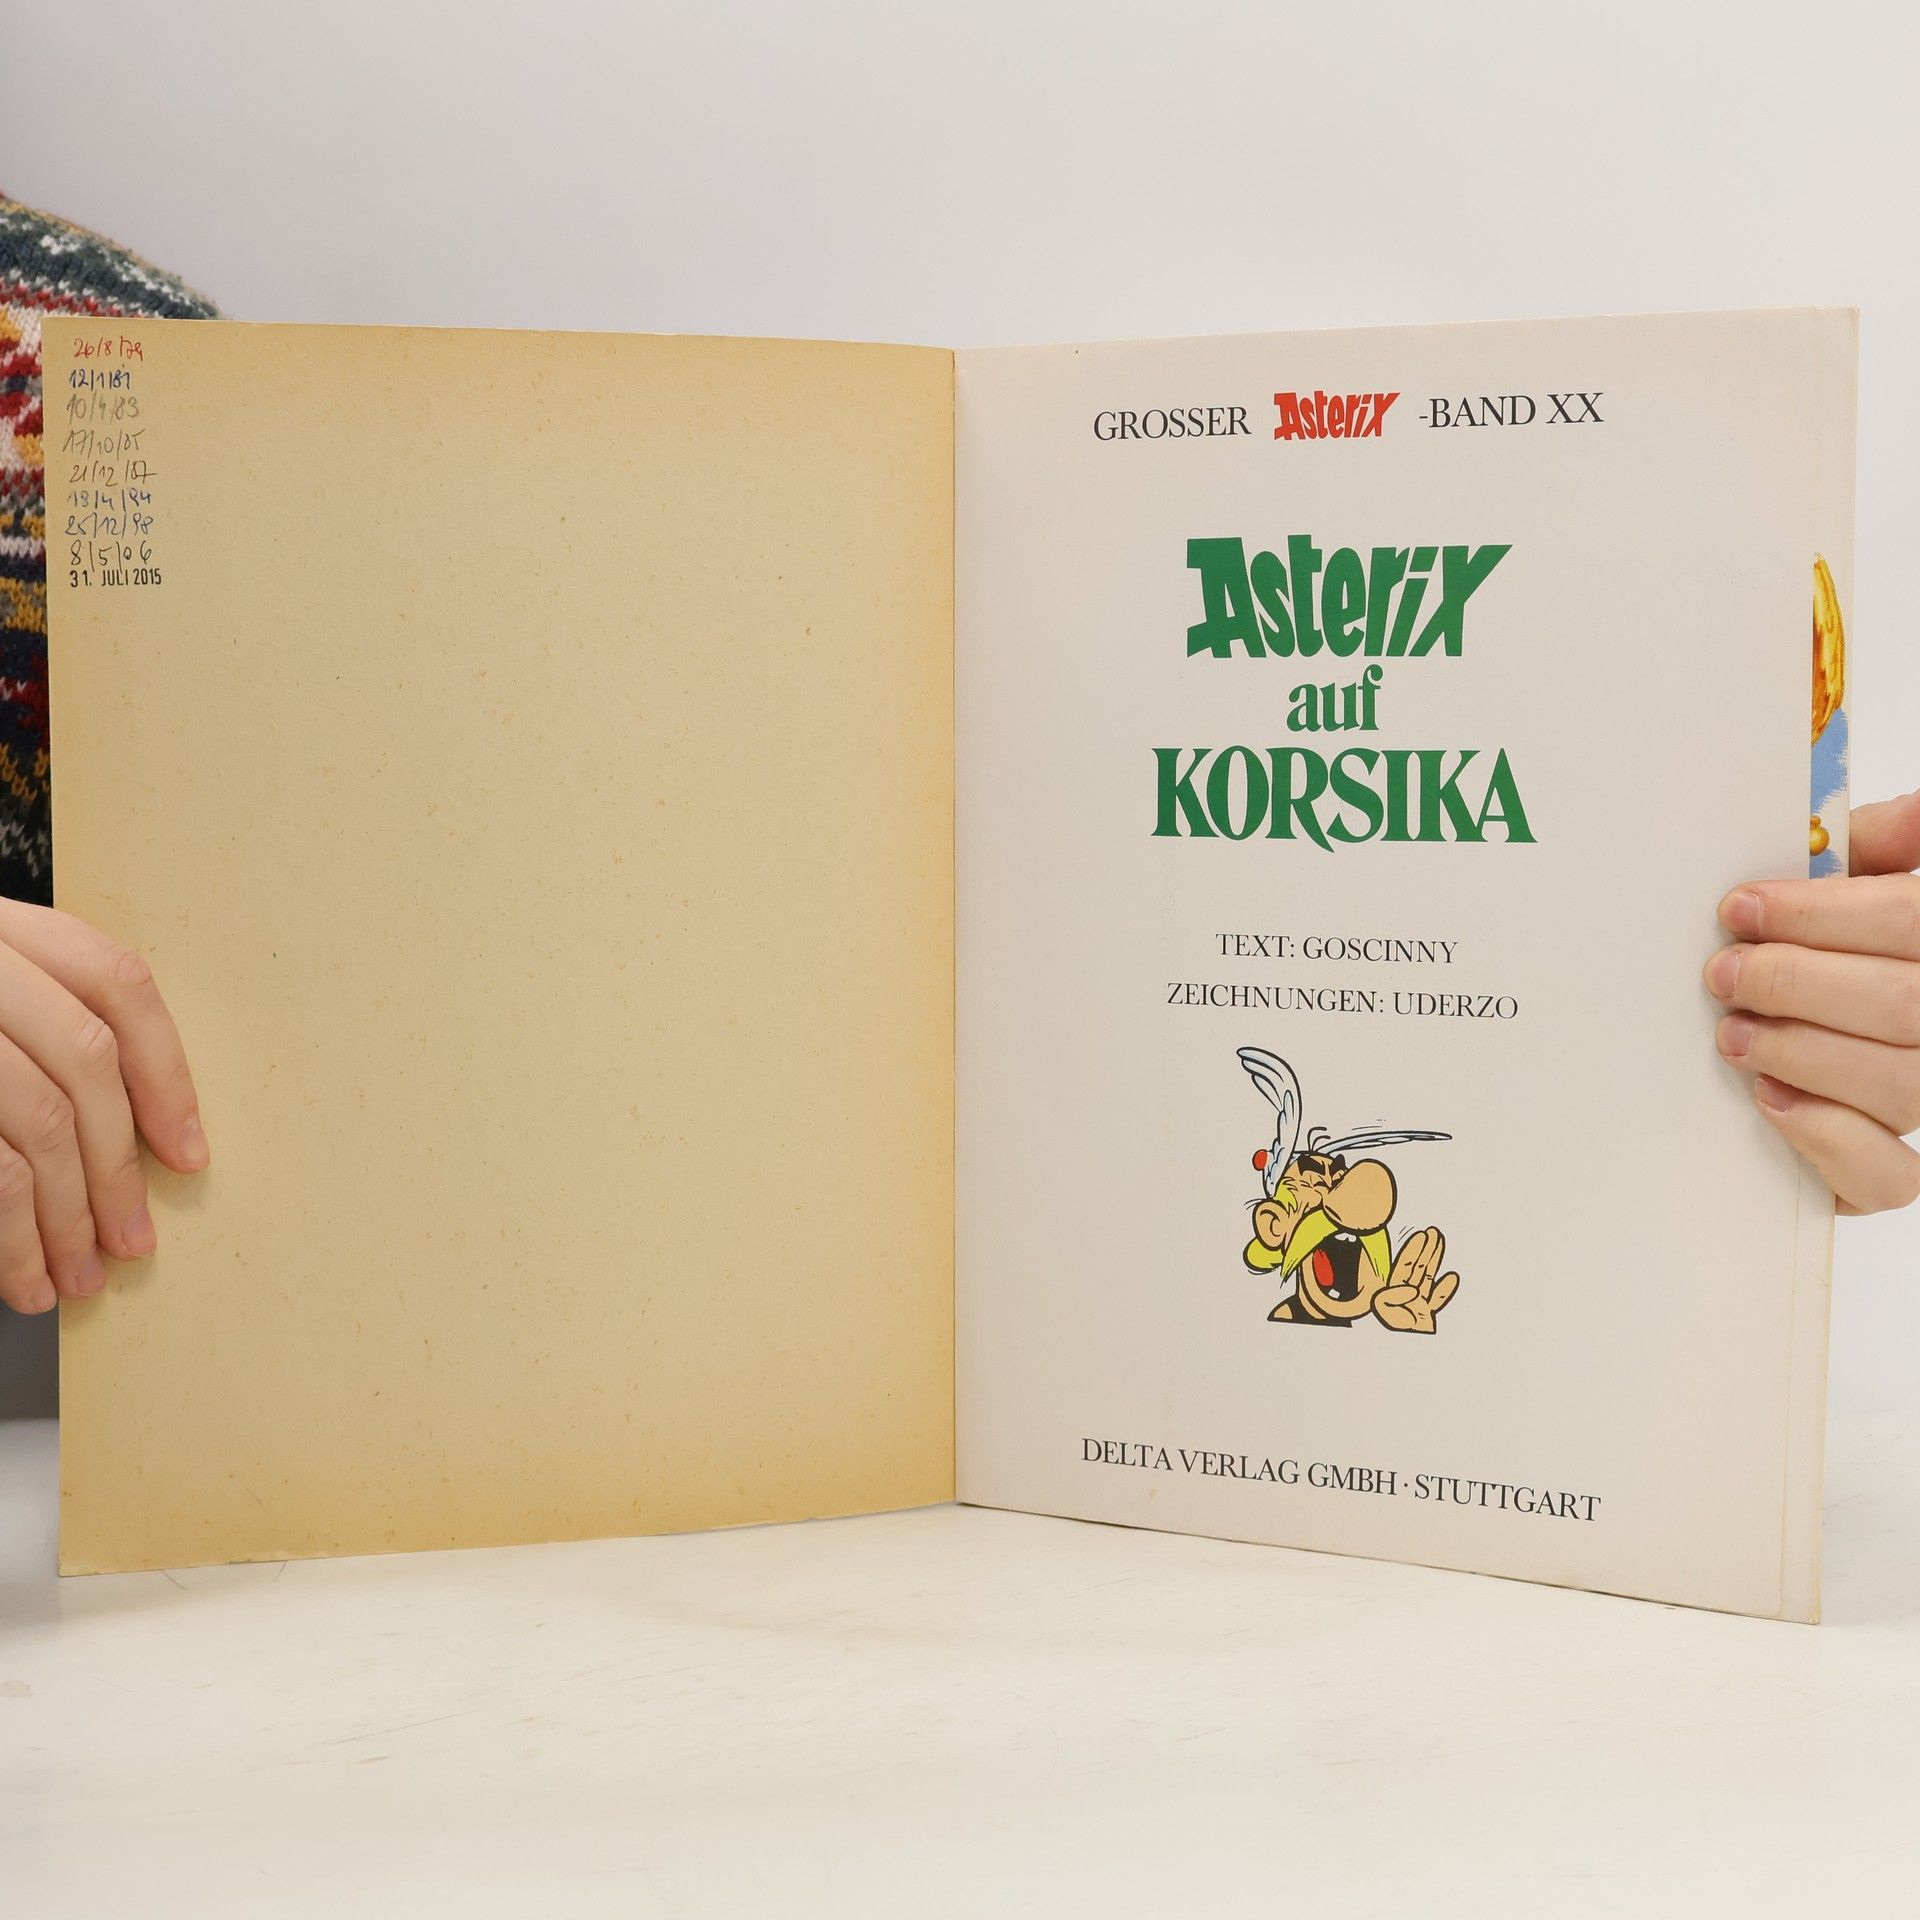 26/8/79
12/1/81
10/4/83
17/10/85
21/12/87
13/4/94
25/12/98
8/5/06
31. JULI 2015
GROSSER Asterix -BAND XX
Asterix
auf
KORSIKA
TEXT: GOSCINNY
ZEICHNUNGEN: UDERZO
DELTA VERLAG GMBH · STUTTGART